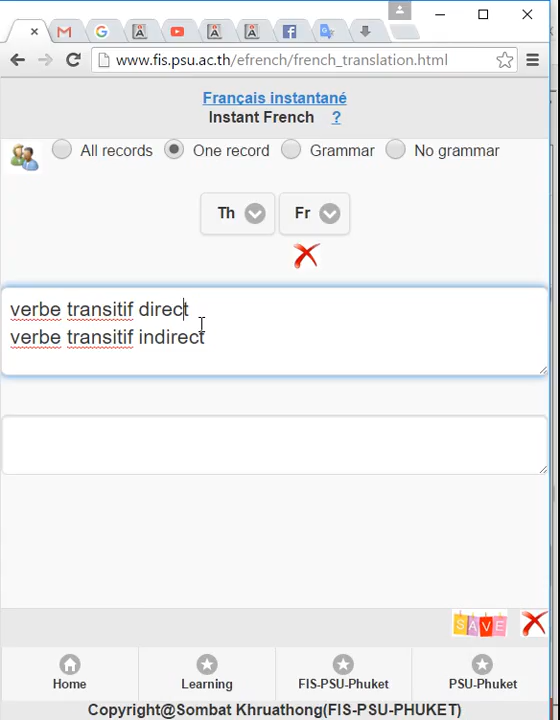 www.fis.psu.ac.th/efrench/french_translation.html
Français instantané
Instant French ?
All records One record Grammar No grammar
Th Fr
verbe transitif direct
verbe transitif indirect
SAVE
Home Learning FIS-PSU-Phuket PSU-Phuket
Copyright@Sombat Khruathong(FIS-PSU-PHUKET)